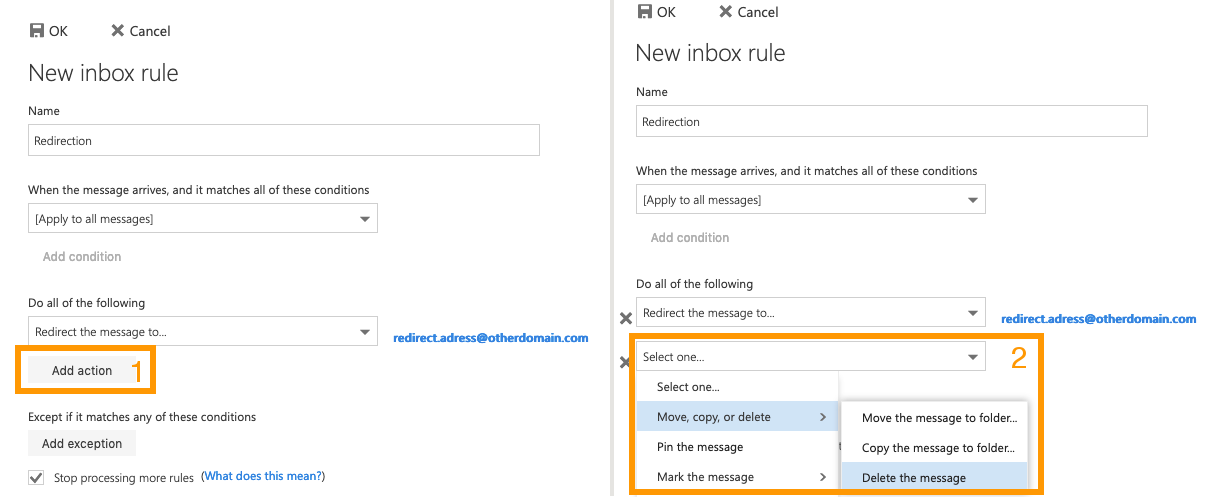 OK Cancel
New inbox rule
Name
Redirection
When the message arrives, and it matches all of these conditions
[Apply to all messages]
Add condition
Do all of the following
Redirect the message to...
redirect.adress@otherdomain.com
Add action 1
Except if it matches any of these conditions
Add exception
Stop processing more rules (What does this mean?)
OK Cancel
New inbox rule
Name
Redirection
When the message arrives, and it matches all of these conditions
[Apply to all messages]
Add condition
Do all of the following
Redirect the message to...
redirect.adress@otherdomain.com
Select one... 2
Select one...
Move, copy, or delete
Pin the message
Mark the message
Move the message to folder...
Copy the message to folder...
Delete the message